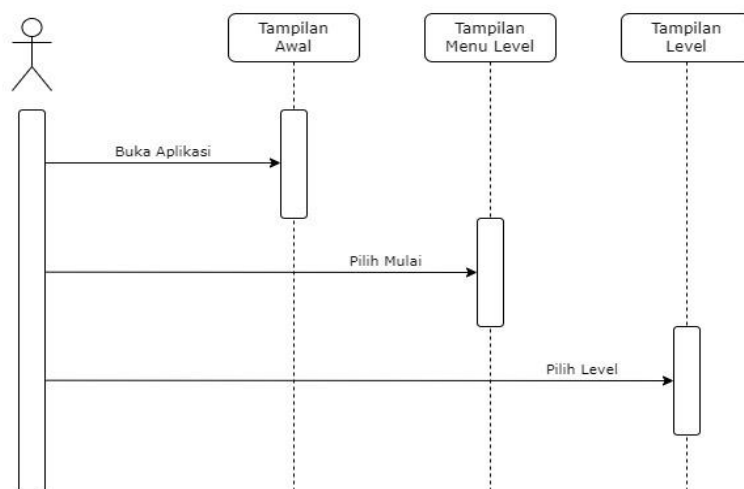 Tampilan
Awal
Tampilan
Menu Level
Tampilan
Level
Buka Aplikasi
Pilih Mulai
Pilih Level